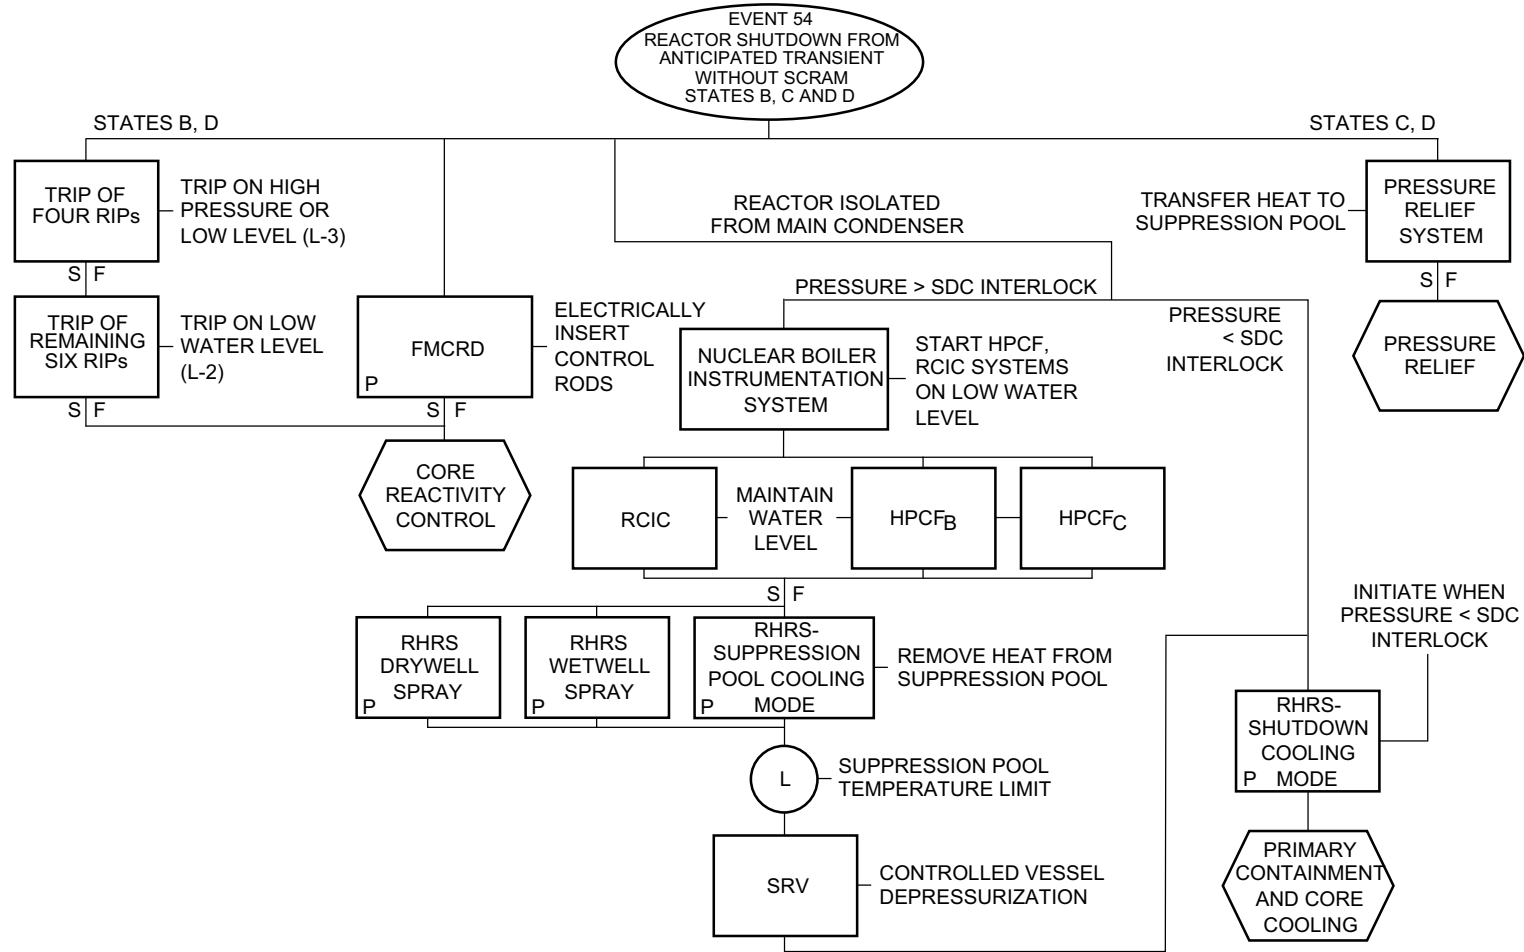 EVENT 54
REACTOR SHUTDOWN FROM
ANTICIPATED TRANSIENT
WITHOUT SCRAM
STATES B, C AND D
STATES B, D
STATES C, D
TRIP OF
FOUR RIPs
TRIP ON HIGH
PRESSURE OR
LOW LEVEL (L-3)
S F
TRIP OF
REMAINING
SIX RIPs
TRIP ON LOW
WATER LEVEL
(L-2)
S F
FMCRD
P
ELECTRICALLY
INSERT
CONTROL
RODS
S F
CORE
REACTIVITY
CONTROL
REACTOR ISOLATED
FROM MAIN CONDENSER
TRANSFER HEAT TO
SUPPRESSION POOL
PRESSURE
RELIEF
SYSTEM
S F
PRESSURE
RELIEF
PRESSURE > SDC INTERLOCK
PRESSURE
< SDC
INTERLOCK
NUCLEAR BOILER
INSTRUMENTATION
SYSTEM
START HPCF,
RCIC SYSTEMS
ON LOW WATER
LEVEL
RCIC
MAINTAIN
WATER
LEVEL
HPCFB
HPCFC
S F
RHRS
DRYWELL
SPRAY
P
RHRS
WETWELL
SPRAY
P
RHRS-
SUPPRESSION
POOL COOLING
P MODE
REMOVE HEAT FROM
SUPPRESSION POOL
INITIATE WHEN
PRESSURE < SDC
INTERLOCK
RHRS-
SHUTDOWN
COOLING
P MODE
L
SUPPRESSION POOL
TEMPERATURE LIMIT
SRV
CONTROLLED VESSEL
DEPRESSURIZATION
PRIMARY
CONTAINMENT
AND CORE
COOLING